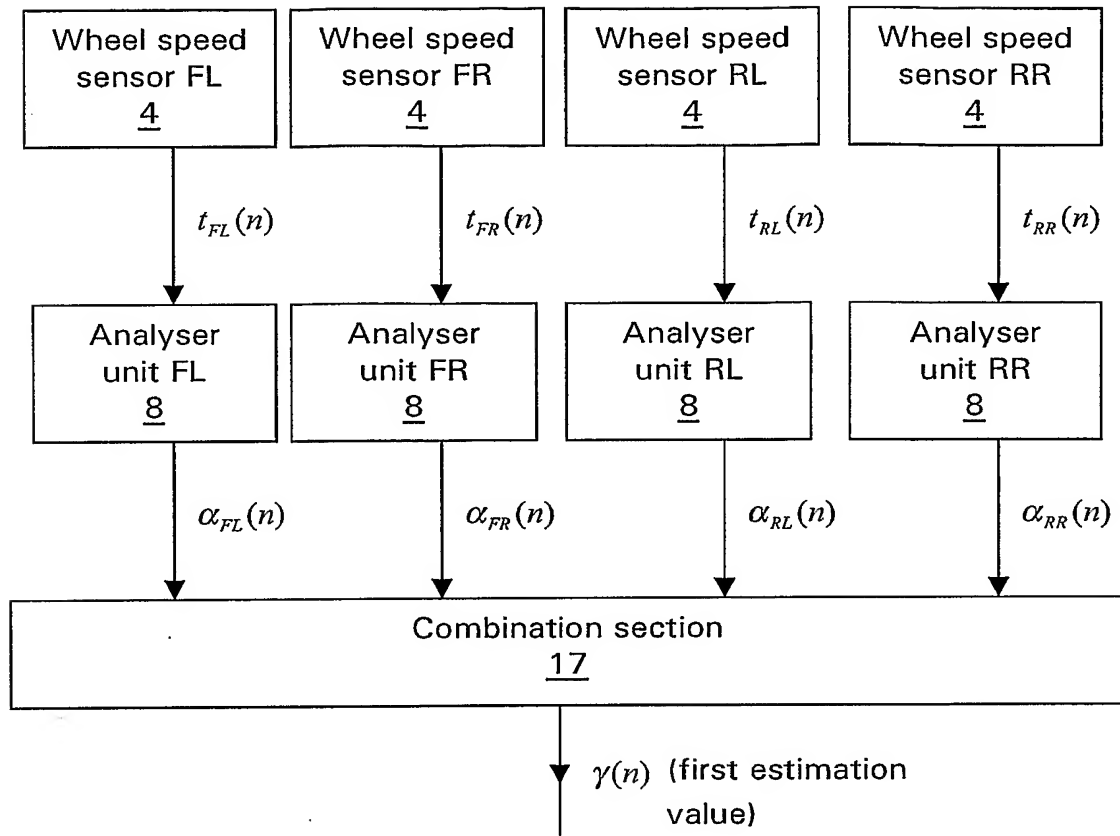 Wheel speed
sensor FL
4
Wheel speed
sensor FR
4
Wheel speed
sensor RL
4
Wheel speed
sensor RR
4
t_FL(n)
t_FR(n)
t_RL(n)
t_RR(n)
Analyser
unit FL
8
Analyser
unit FR
8
Analyser
unit RL
8
Analyser
unit RR
8
α_FL(n)
α_FR(n)
α_RL(n)
α_RR(n)
Combination section
17
γ(n) (first estimation
value)